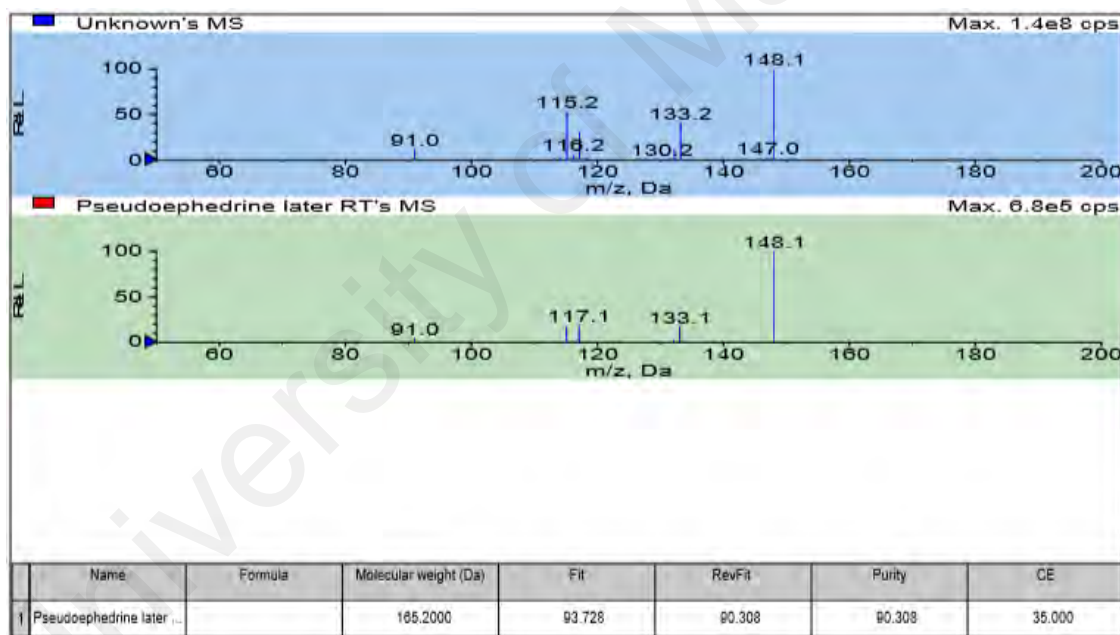 Unknown's MS Max. 1.4e8 cps
100
50
0
Rel.
91.0
115.2
116.2
130.2
133.2
147.0
148.1
60 80 100 120 140 160 180 200
m/z, Da
Pseudoephedrine later RT's MS Max. 6.8e5 cps
100
50
0
Rel.
91.0
117.1
133.1
148.1
60 80 100 120 140 160 180 200
m/z, Da
Name Formula Molecular weight (Da) Fit RevFit Purity CE
1 Pseudoephedrine later ... 165.2000 93.728 90.308 90.308 35.000
University of M